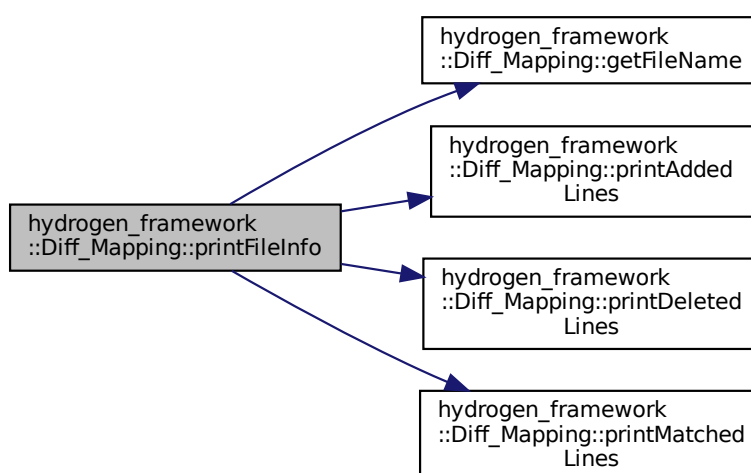 hydrogen_framework
::Diff_Mapping::getFileName
hydrogen_framework
::Diff_Mapping::printAdded
Lines
hydrogen_framework
::Diff_Mapping::printFileInfo
hydrogen_framework
::Diff_Mapping::printDeleted
Lines
hydrogen_framework
::Diff_Mapping::printMatched
Lines